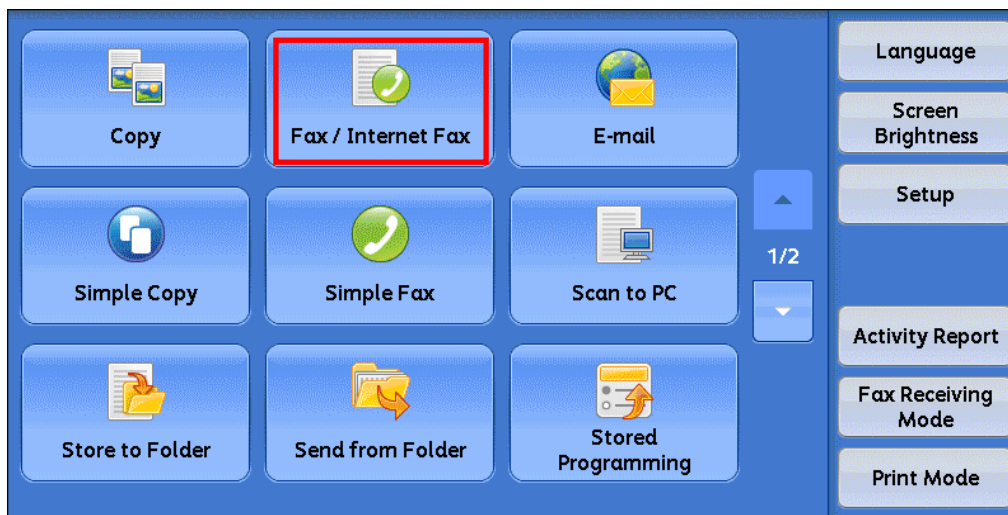 Copy
Fax / Internet Fax
E-mail
Simple Copy
Simple Fax
Scan to PC
Store to Folder
Send from Folder
Stored
Programming
1/2
Language
Screen
Brightness
Setup
Activity Report
Fax Receiving
Mode
Print Mode